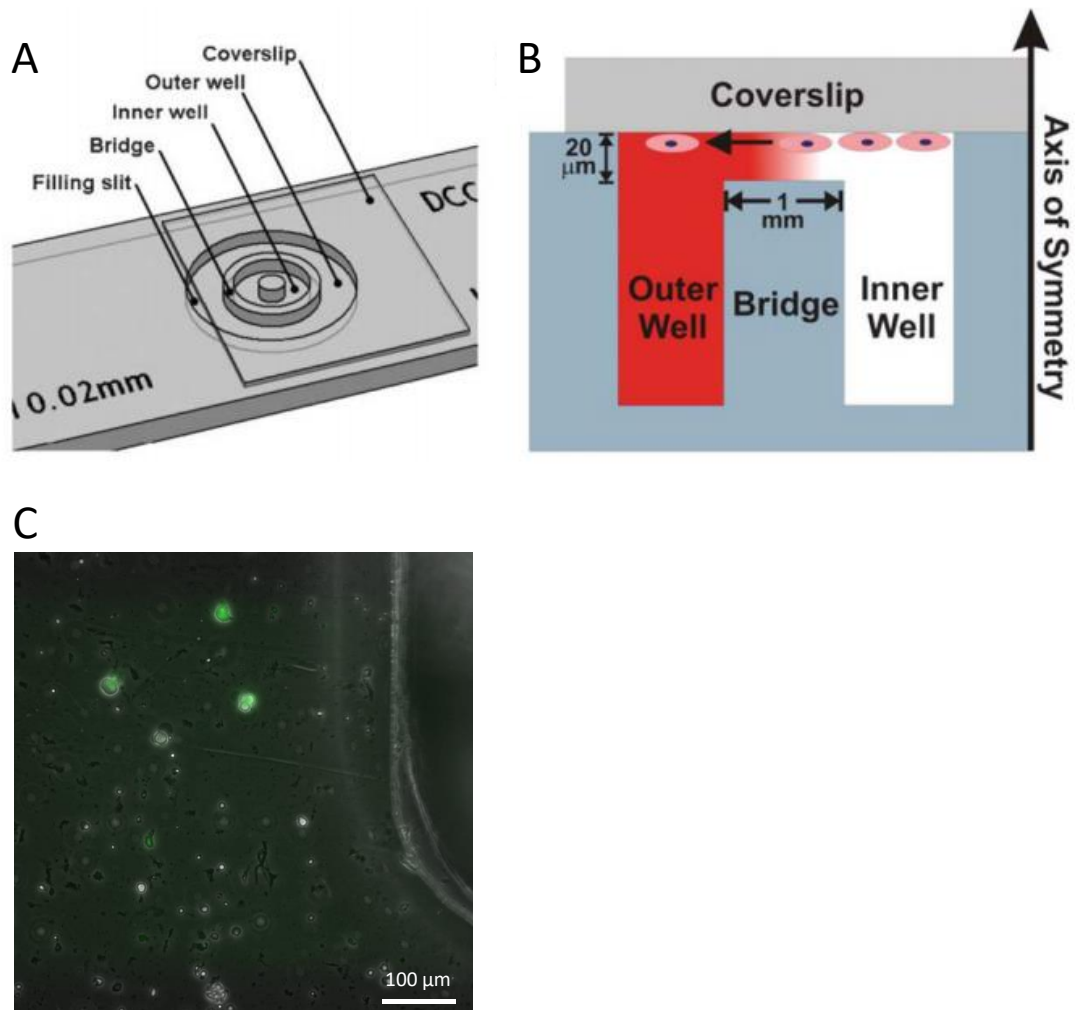 A
Coverslip
Outer well
Inner well
Bridge
Filling slit
DCC
0.02mm
B
Coverslip
20
μm
1
mm
Outer
Well
Bridge
Inner
Well
Axis of Symmetry
C
100 μm